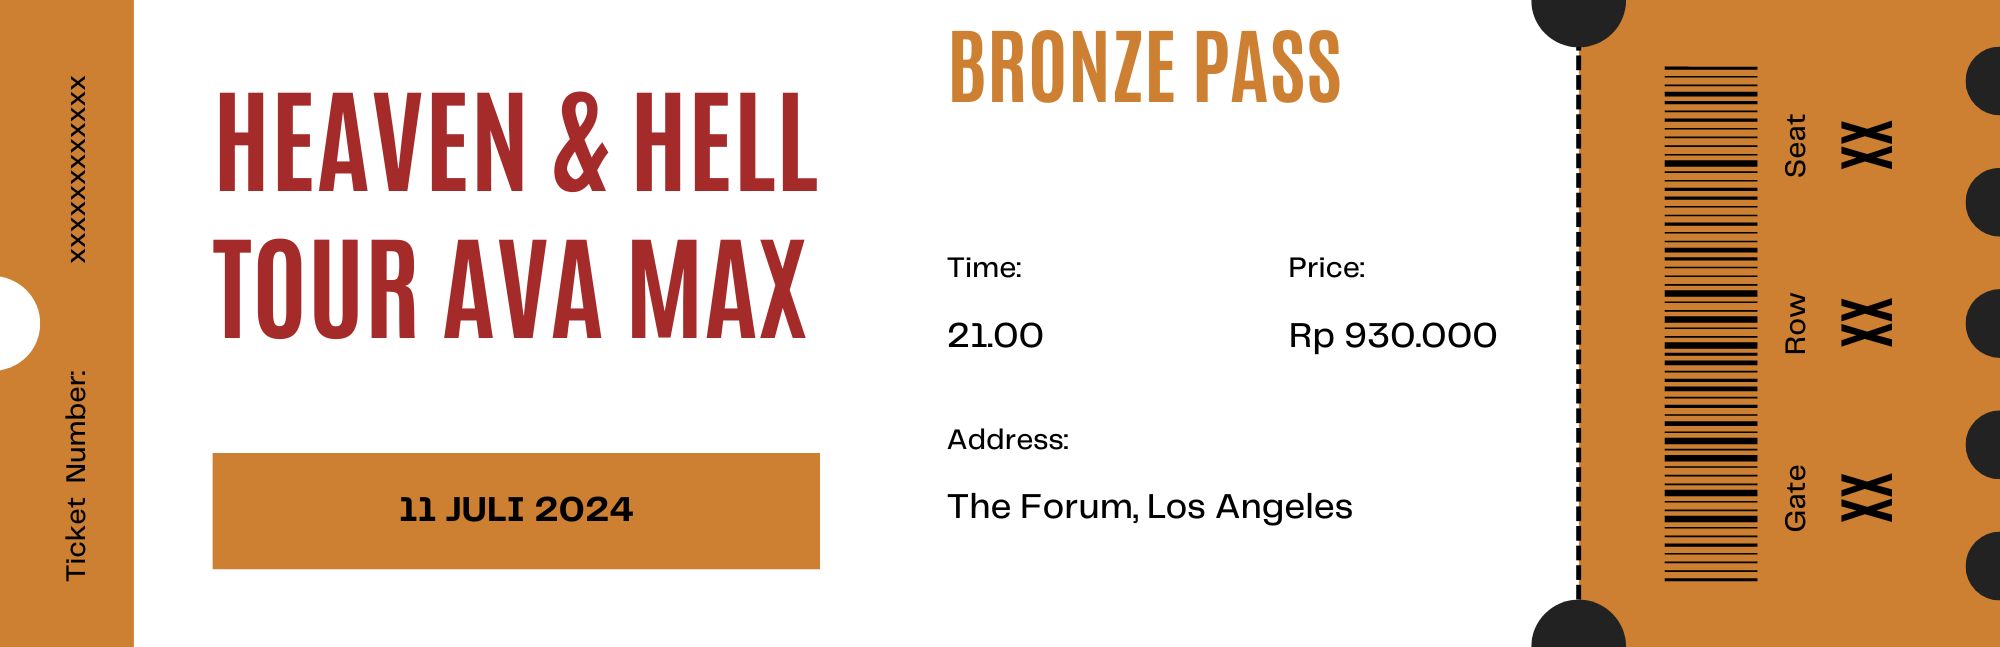 Ticket Number: xxxxxxxxxxxxx
HEAVEN & HELL
TOUR AVA MAX
11 JULI 2024
BRONZE PASS
Time:
21.00
Price:
Rp 930.000
Address:
The Forum, Los Angeles
Seat
XX
Row
XX
Gate
XX